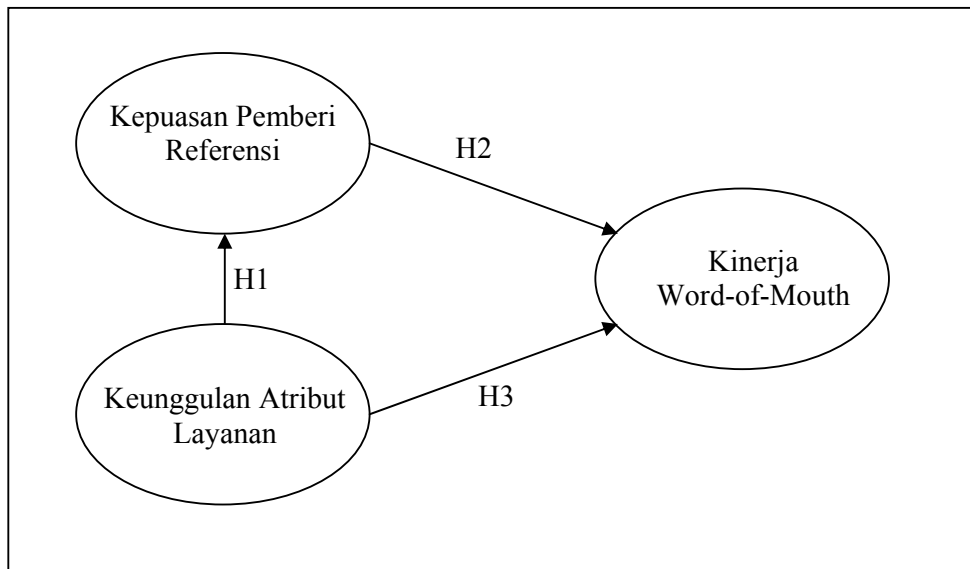 Kepuasan Pemberi
Referensi
H2
Kinerja
Word-of-Mouth
H1
Keunggulan Atribut
Layanan
H3